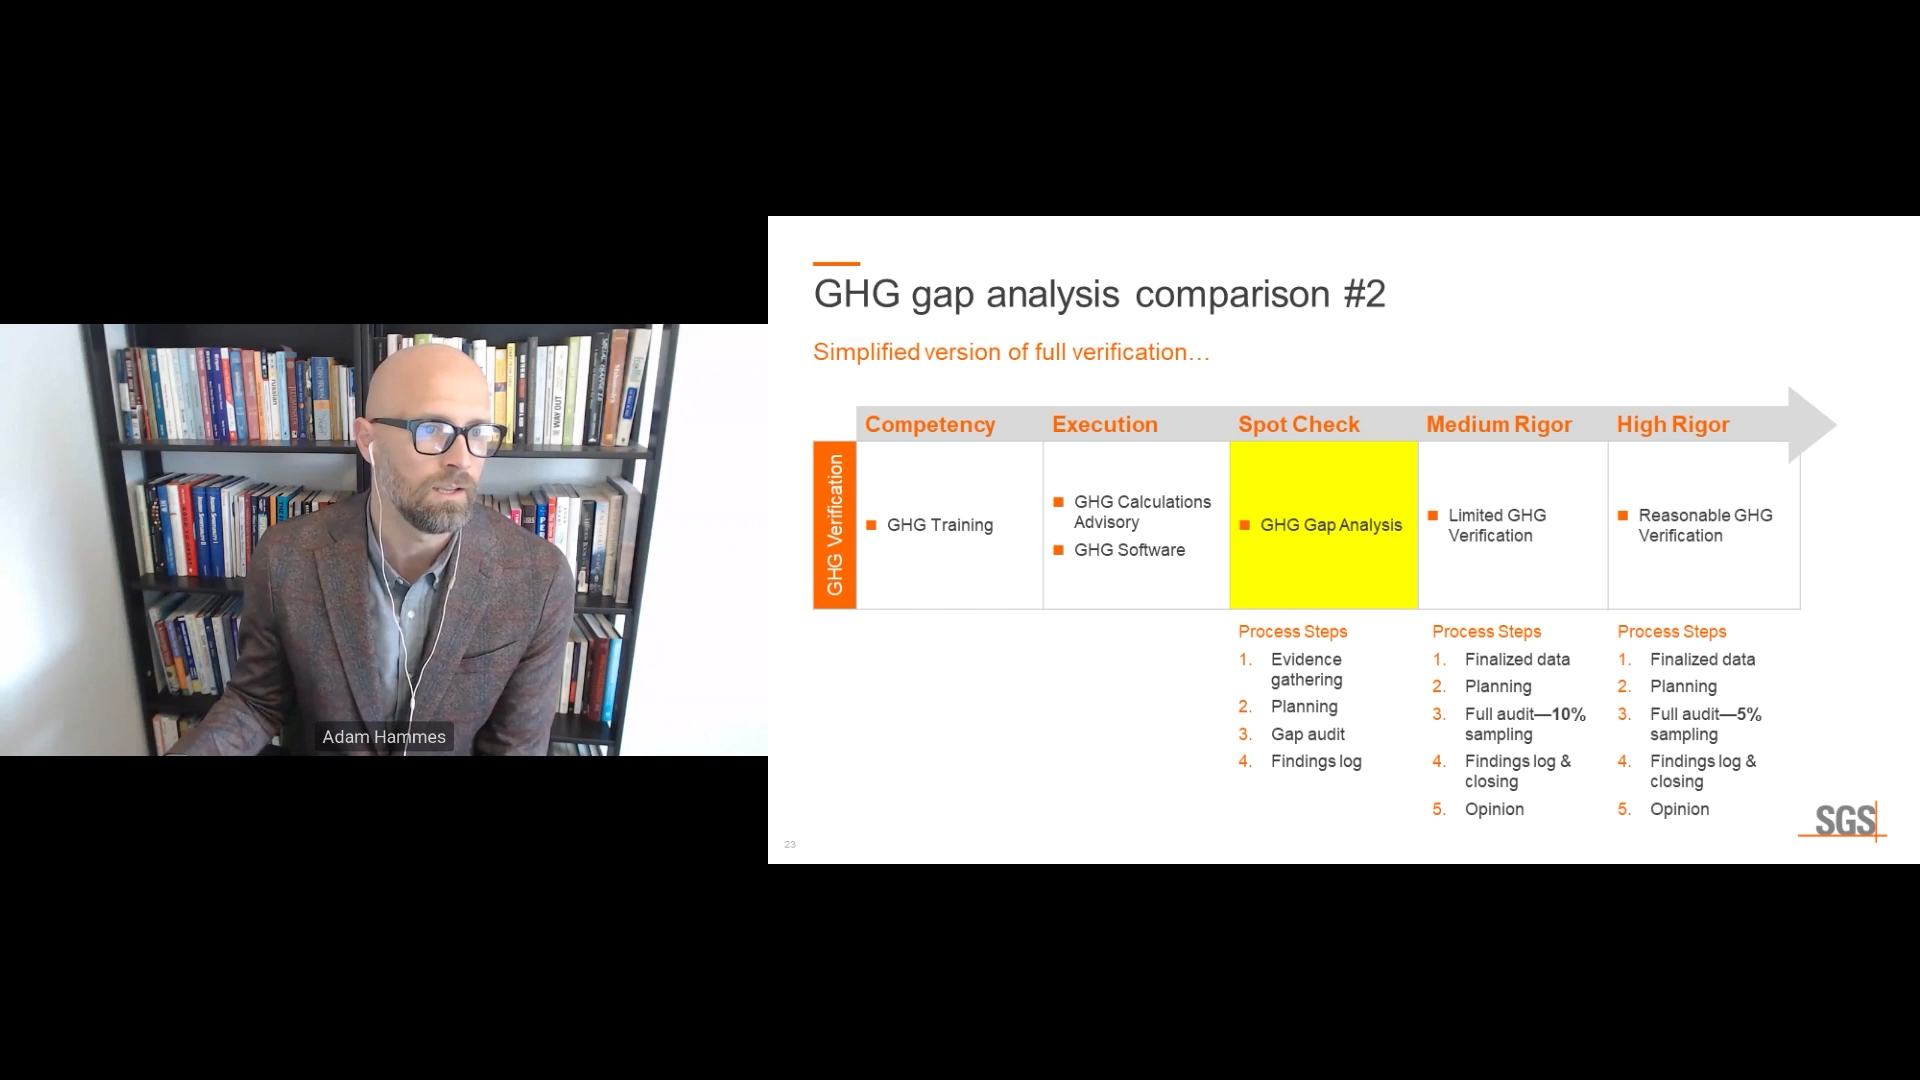 GHG gap analysis comparison #2
Simplified version of full verification…
Competency
Execution
Spot Check
Medium Rigor
High Rigor
GHG Verification
GHG Training
GHG Calculations
Advisory
GHG Software
GHG Gap Analysis
Limited GHG
Verification
Reasonable GHG
Verification
Process Steps
1. Evidence
gathering
2. Planning
3. Gap audit
4. Findings log
Process Steps
1. Finalized data
2. Planning
3. Full audit—10%
sampling
4. Findings log &
closing
5. Opinion
Process Steps
1. Finalized data
2. Planning
3. Full audit—5%
sampling
4. Findings log &
closing
5. Opinion
23
SGS
Adam Hammes
WAY OUT